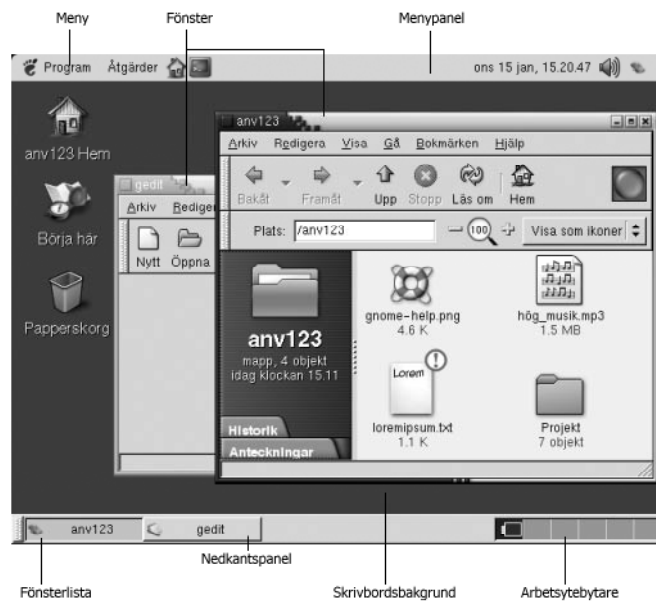 Meny Fönster Menypanel
Program Åtgärder ons 15 jan, 15.20.47
anv123 Hem
Börja här
Papperskorg
gedit
Arkiv Rediger
Nytt Öppna
anv123
Arkiv Redigera Visa Gå Bokmärken Hjälp
Bakåt Framåt Upp Stopp Läs om Hem
Plats: /anv123 100 Visa som ikoner
anv123
mapp, 4 objekt
idag klockan 15.11
Historik
Anteckningar
gnome-help.png
4.6 K
hög_musik.mp3
1.5 MB
Lorem
loremipsum.txt
1.1 K
Projekt
7 objekt
anv123 gedit
Nedkantspanel
Fönsterlista Skrivbordsbakgrund Arbetsytebytare